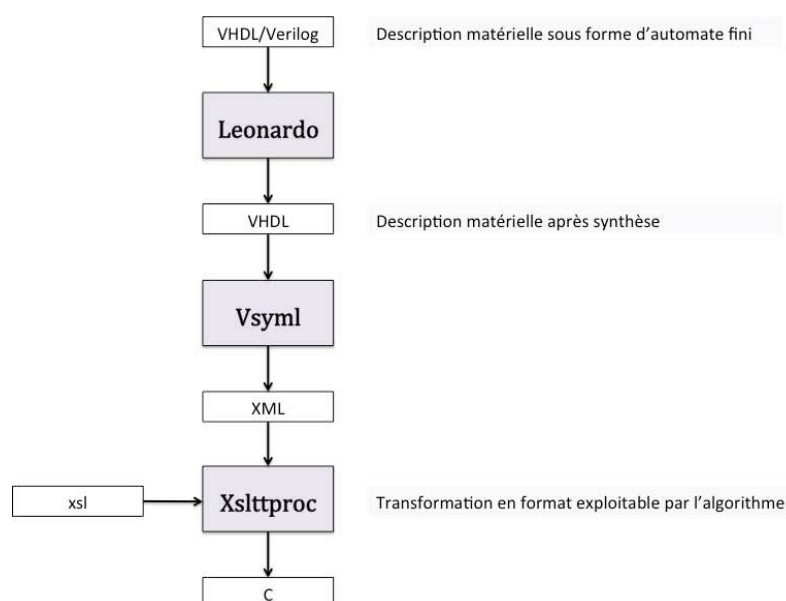 VHDL/Verilog
Description matérielle sous forme d’automate fini
Leonardo
VHDL
Description matérielle après synthèse
Vsyml
XML
xsl
Xslttproc
Transformation en format exploitable par l’algorithme
C